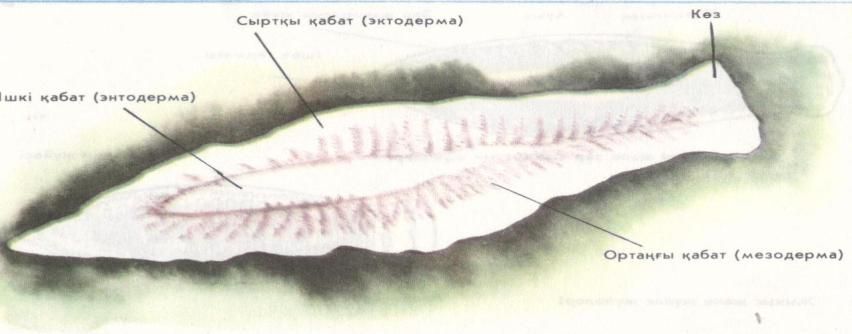 Сыртқы қабат (эктодерма)
Көз
Ішкі қабат (энтодерма)
Ортаңғы қабат (мезодерма)